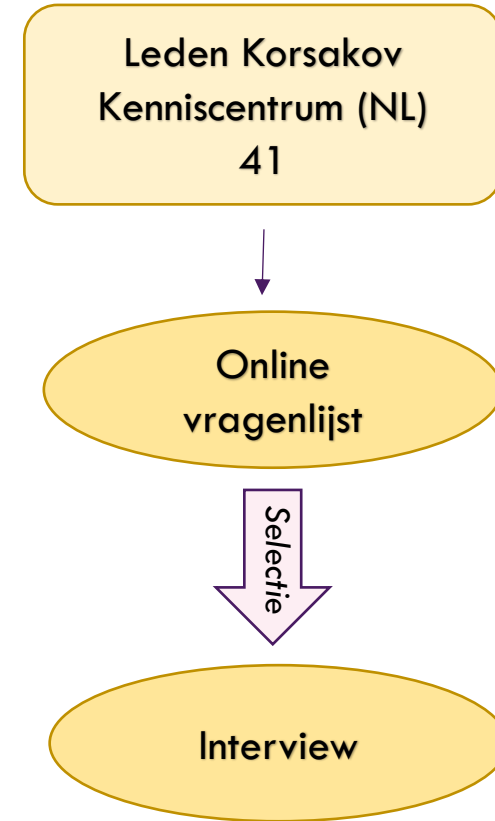 Leden Korsakov
Kenniscentrum (NL)
41
Online
vragenlijst
Selectie
Interview